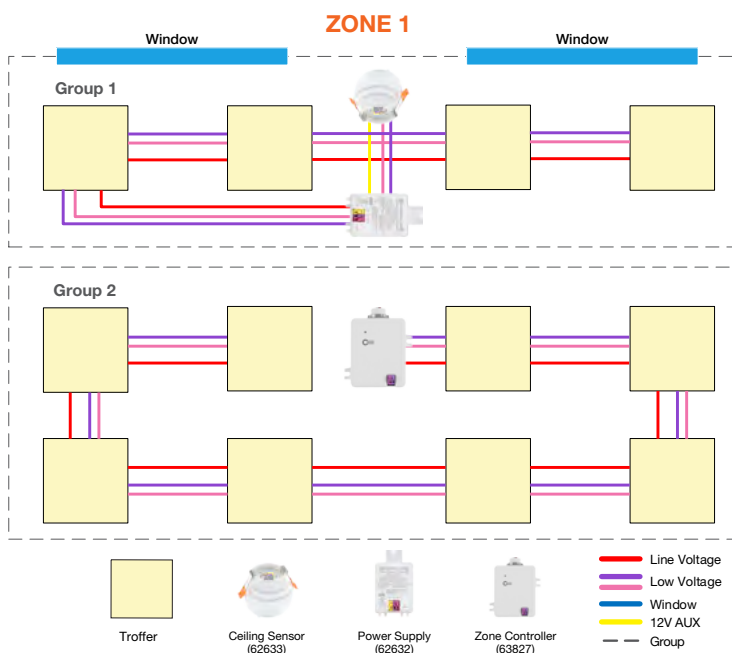 ZONE 1
Window
Window
Group 1
Group 2
Troffer
Ceiling Sensor
(62633)
Power Supply
(62632)
Zone Controller
(63827)
Line Voltage
Low Voltage
Window
12V AUX
Group